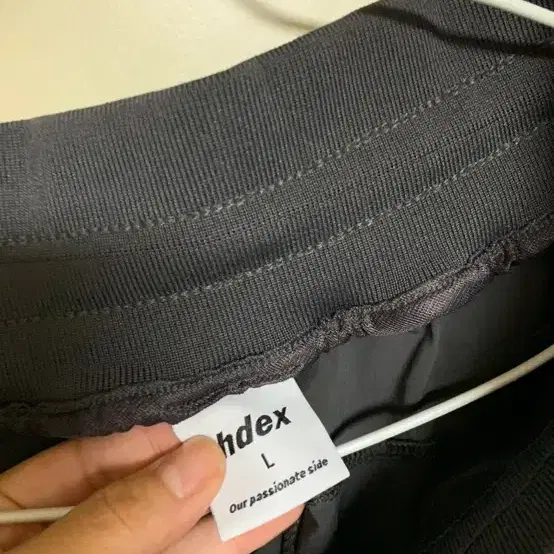 hdex
L
Our passionate side